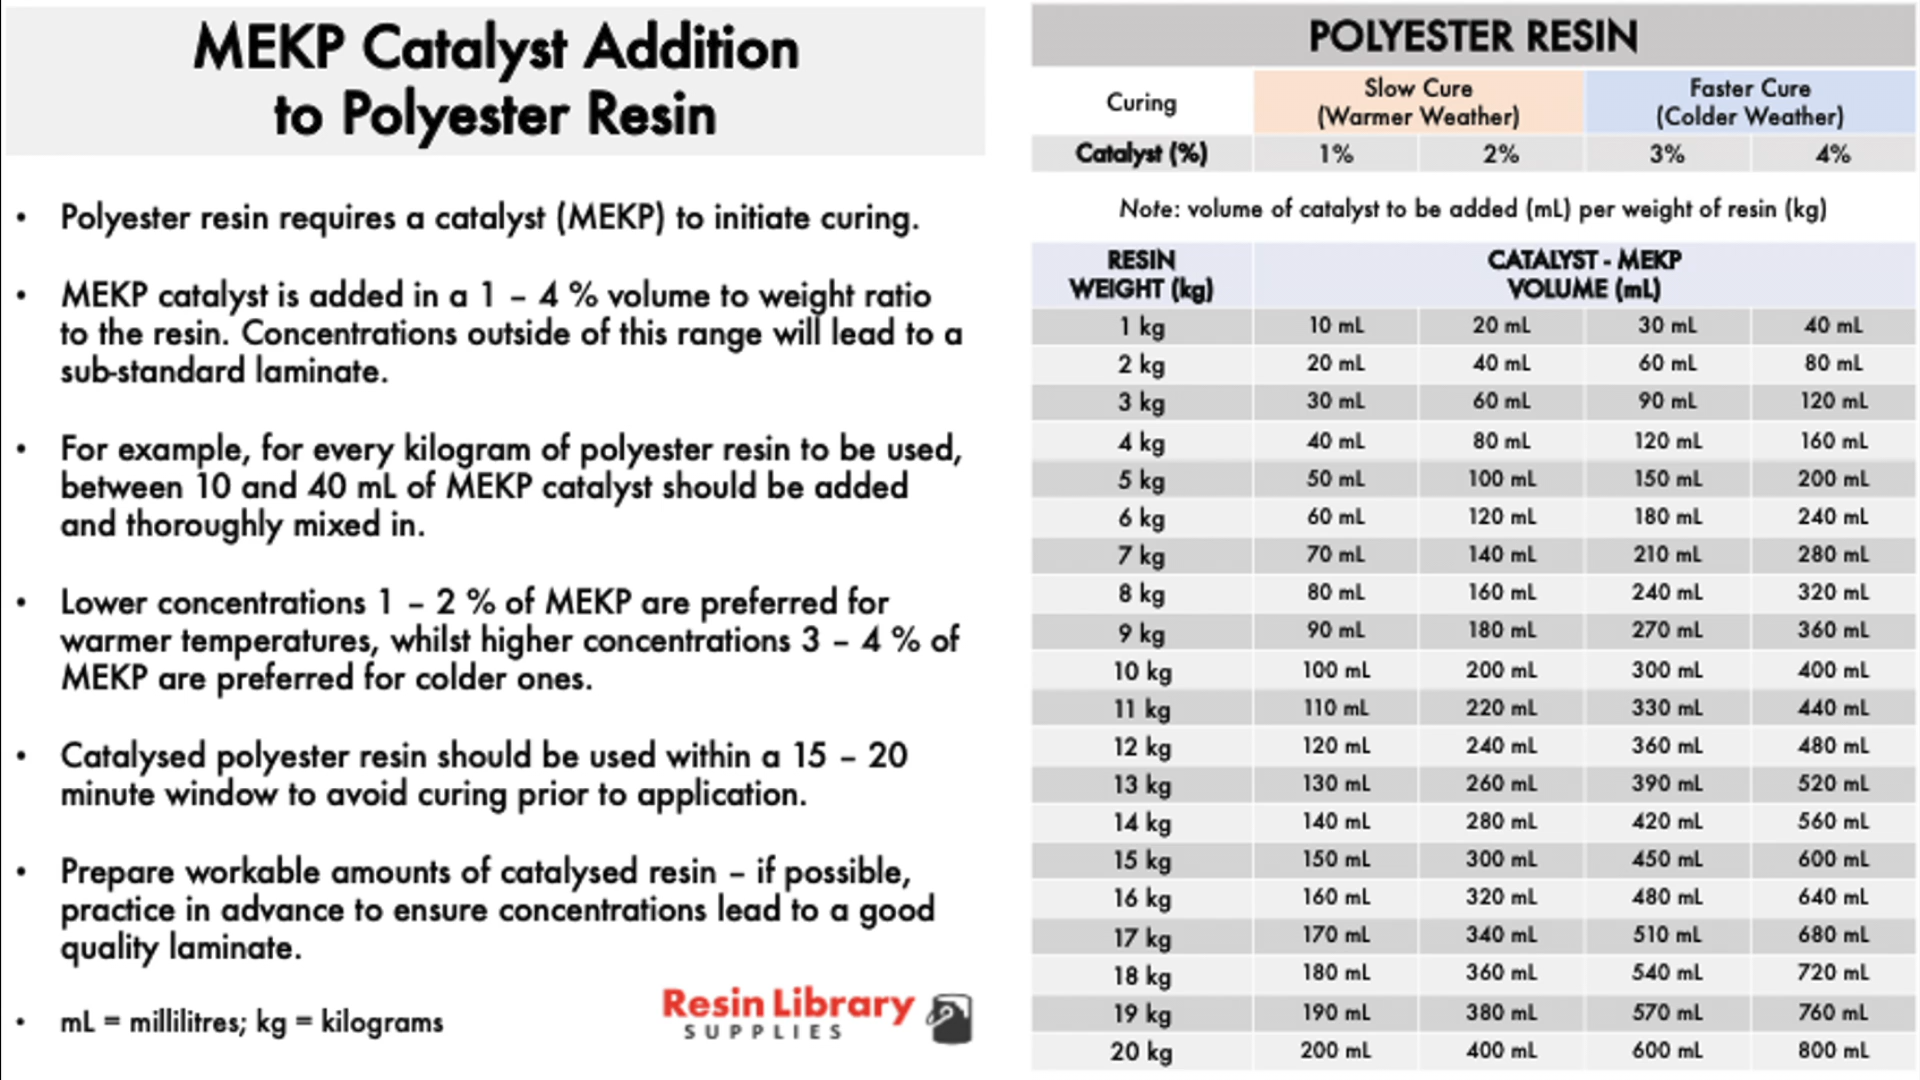 MEKP Catalyst Addition
to Polyester Resin
• Polyester resin requires a catalyst (MEKP) to initiate curing.
• MEKP catalyst is added in a 1 – 4 % volume to weight ratio
to the resin. Concentrations outside of this range will lead to a
sub-standard laminate.
• For example, for every kilogram of polyester resin to be used,
between 10 and 40 mL of MEKP catalyst should be added
and thoroughly mixed in.
• Lower concentrations 1 – 2 % of MEKP are preferred for
warmer temperatures, whilst higher concentrations 3 – 4 % of
MEKP are preferred for colder ones.
• Catalysed polyester resin should be used within a 15 – 20
minute window to avoid curing prior to application.
• Prepare workable amounts of catalysed resin – if possible,
practice in advance to ensure concentrations lead to a good
quality laminate.
• mL = millilitres; kg = kilograms
Resin Library
SUPPLIES
POLYESTER RESIN
Curing Slow Cure (Warmer Weather) Faster Cure (Colder Weather)
Catalyst (%) 1% 2% 3% 4%
Note: volume of catalyst to be added (mL) per weight of resin (kg)
RESIN WEIGHT (kg) CATALYST - MEKP VOLUME (mL)
1 kg 10 mL 20 mL 30 mL 40 mL
2 kg 20 mL 40 mL 60 mL 80 mL
3 kg 30 mL 60 mL 90 mL 120 mL
4 kg 40 mL 80 mL 120 mL 160 mL
5 kg 50 mL 100 mL 150 mL 200 mL
6 kg 60 mL 120 mL 180 mL 240 mL
7 kg 70 mL 140 mL 210 mL 280 mL
8 kg 80 mL 160 mL 240 mL 320 mL
9 kg 90 mL 180 mL 270 mL 360 mL
10 kg 100 mL 200 mL 300 mL 400 mL
11 kg 110 mL 220 mL 330 mL 440 mL
12 kg 120 mL 240 mL 360 mL 480 mL
13 kg 130 mL 260 mL 390 mL 520 mL
14 kg 140 mL 280 mL 420 mL 560 mL
15 kg 150 mL 300 mL 450 mL 600 mL
16 kg 160 mL 320 mL 480 mL 640 mL
17 kg 170 mL 340 mL 510 mL 680 mL
18 kg 180 mL 360 mL 540 mL 720 mL
19 kg 190 mL 380 mL 570 mL 760 mL
20 kg 200 mL 400 mL 600 mL 800 mL